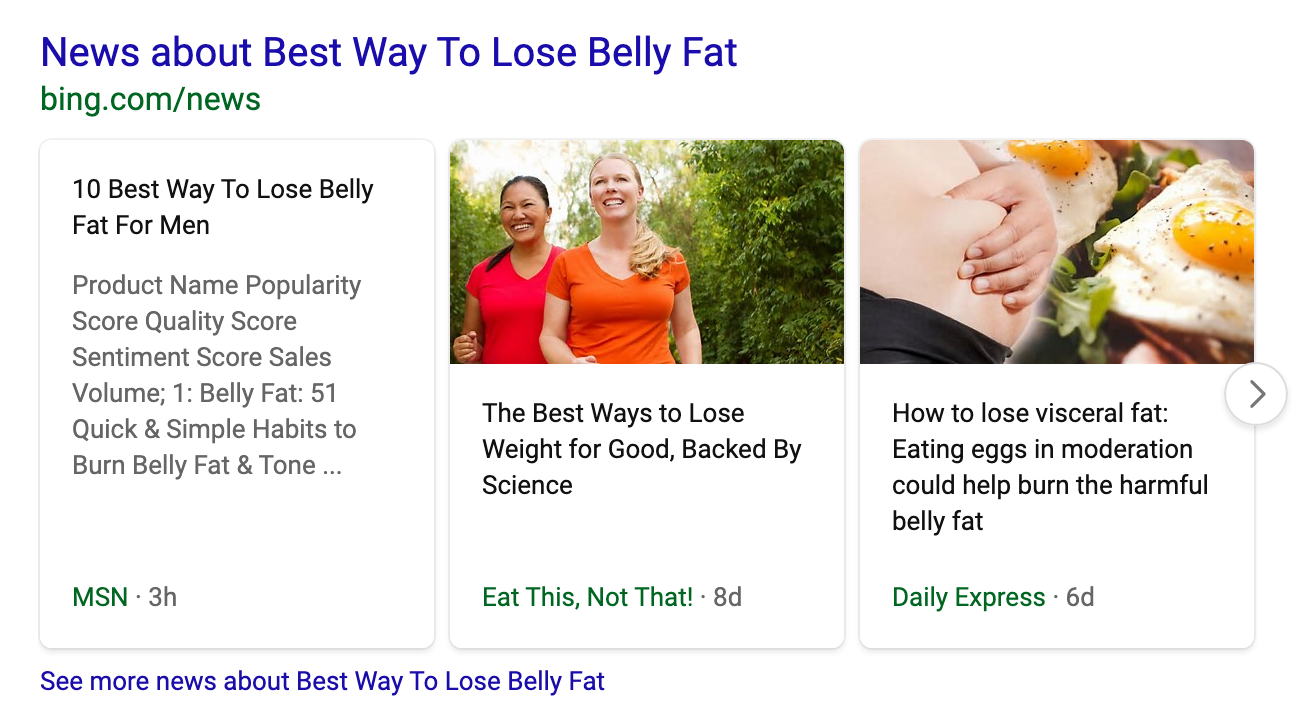 News about Best Way To Lose Belly Fat
bing.com/news
10 Best Way To Lose Belly
Fat For Men
Product Name Popularity
Score Quality Score
Sentiment Score Sales
Volume; 1: Belly Fat: 51
Quick & Simple Habits to
Burn Belly Fat & Tone ...
MSN · 3h
The Best Ways to Lose
Weight for Good, Backed By
Science
Eat This, Not That! · 8d
How to lose visceral fat:
Eating eggs in moderation
could help burn the harmful
belly fat
Daily Express · 6d
See more news about Best Way To Lose Belly Fat